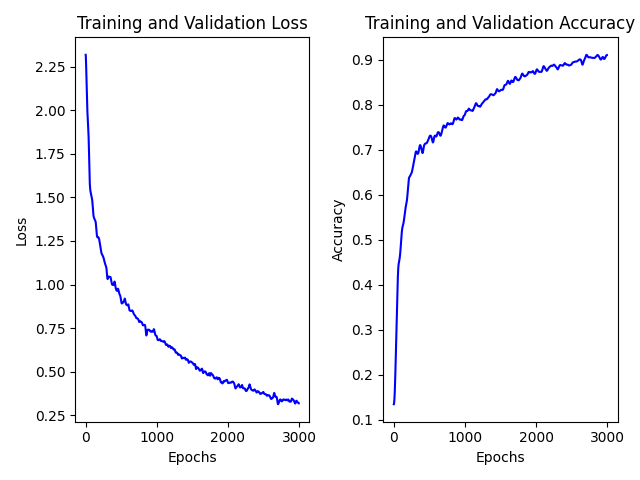 Training and Validation Loss
2.25
2.00
1.75
1.50
1.25
1.00
0.75
0.50
0.25
Loss
0 1000 2000 3000
Epochs
Training and Validation Accuracy
0.9
0.8
0.7
0.6
0.5
0.4
0.3
0.2
0.1
Accuracy
0 1000 2000 3000
Epochs